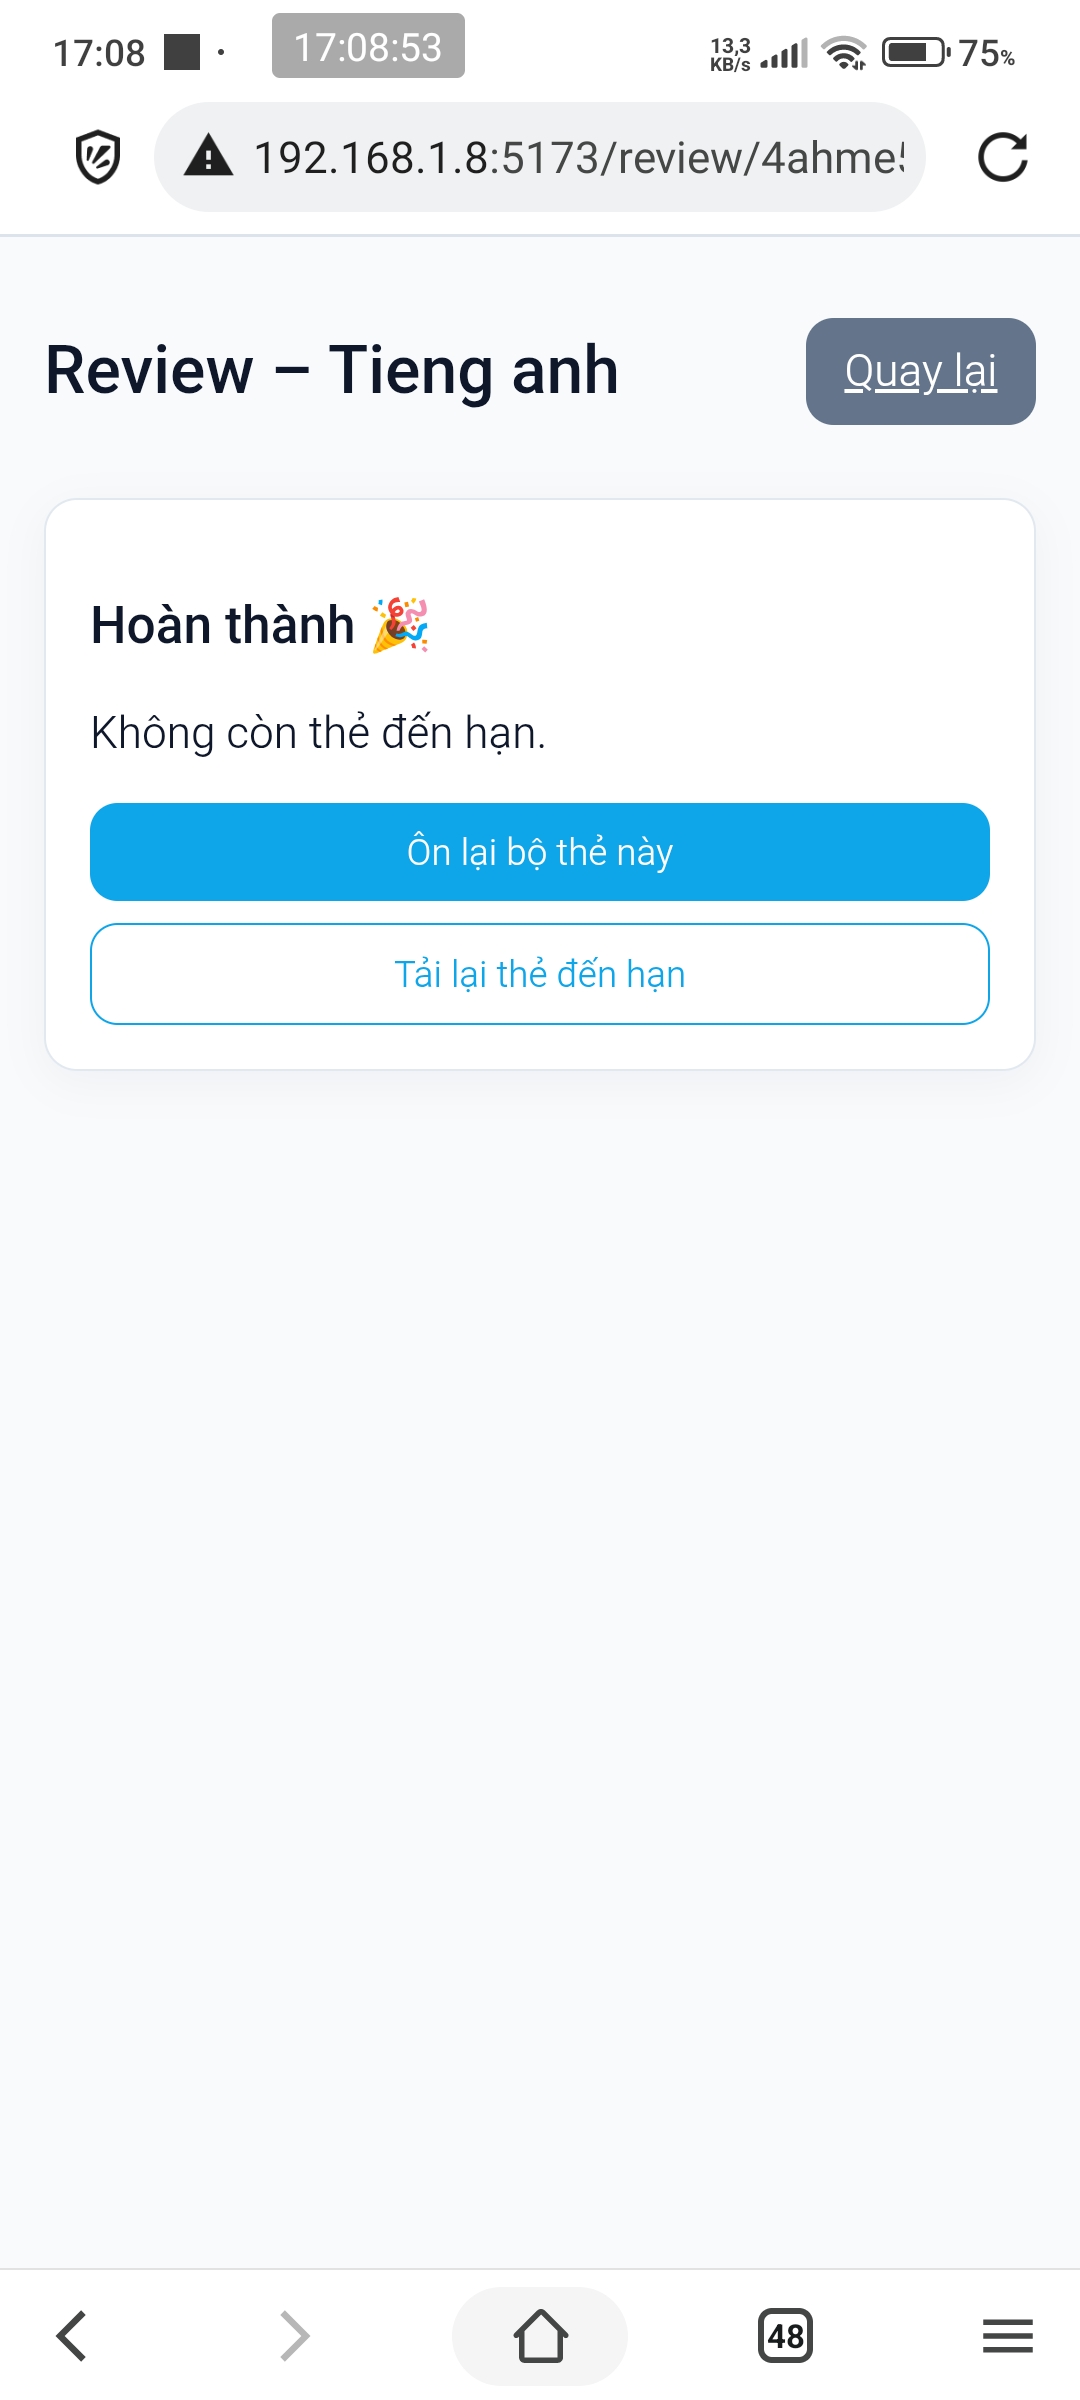 17:08
17:08:53
13,3
KB/s
75%
192.168.1.8:5173/review/4ahme
Review – Tieng anh
Quay lại
Hoàn thành 🎉
Không còn thẻ đến hạn.
Ôn lại bộ thẻ này
Tải lại thẻ đến hạn
48